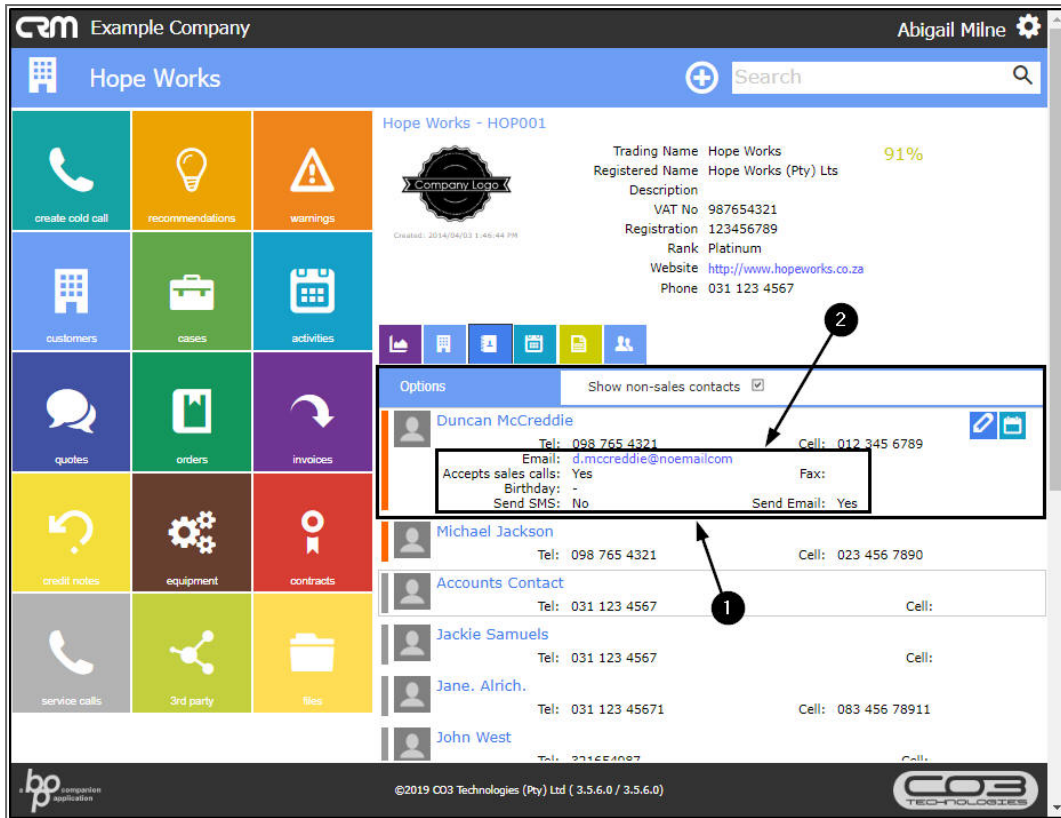 CRM Example Company
Abigail Milne
Hope Works
Search
create cold call
recommendations
warnings
customers
cases
activities
quotes
orders
invoices
credit notes
equipment
contracts
service calls
3rd party
files
Hope Works - HOP001
Company Logo
Created: 2014/04/03 1:46:44 PM
Trading Name Hope Works
91%
Registered Name Hope Works (Pty) Lts
Description
VAT No 987654321
Registration 123456789
Rank Platinum
Website http://www.hopeworks.co.za
Phone 031 123 4567
2
Options
Show non-sales contacts
Duncan McCreddie
Tel: 098 765 4321 Cell: 012 345 6789
Email: d.mccreddie@noemailcom
Accepts sales calls: Yes Fax:
Birthday: -
Send SMS: No Send Email: Yes
Michael Jackson
Tel: 098 765 4321 Cell: 023 456 7890
Accounts Contact
1
Tel: 031 123 4567 Cell:
Jackie Samuels
Tel: 031 123 4567 Cell:
Jane. Alrich.
Tel: 031 123 45671 Cell: 083 456 78911
John West
Tel: 321654987 Cell:
a bpo companion application
©2019 CO3 Technologies (Pty) Ltd ( 3.5.6.0 / 3.5.6.0)
CO3
TECHNOLOGIES